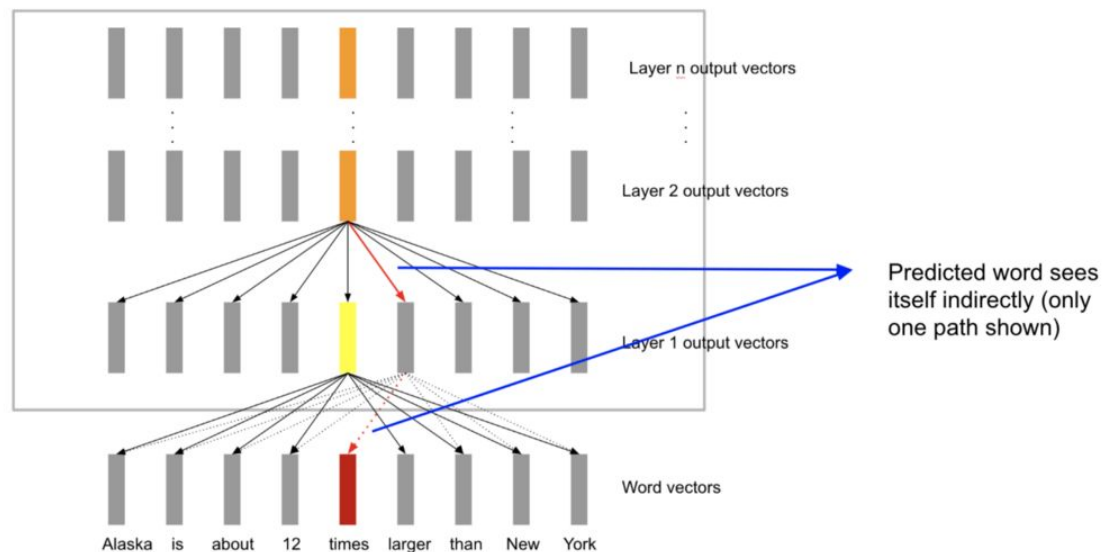 Layer n output vectors
Layer 2 output vectors
Predicted word sees
itself indirectly (only
one path shown)
Layer 1 output vectors
Word vectors
Alaska is about 12 times larger than New York